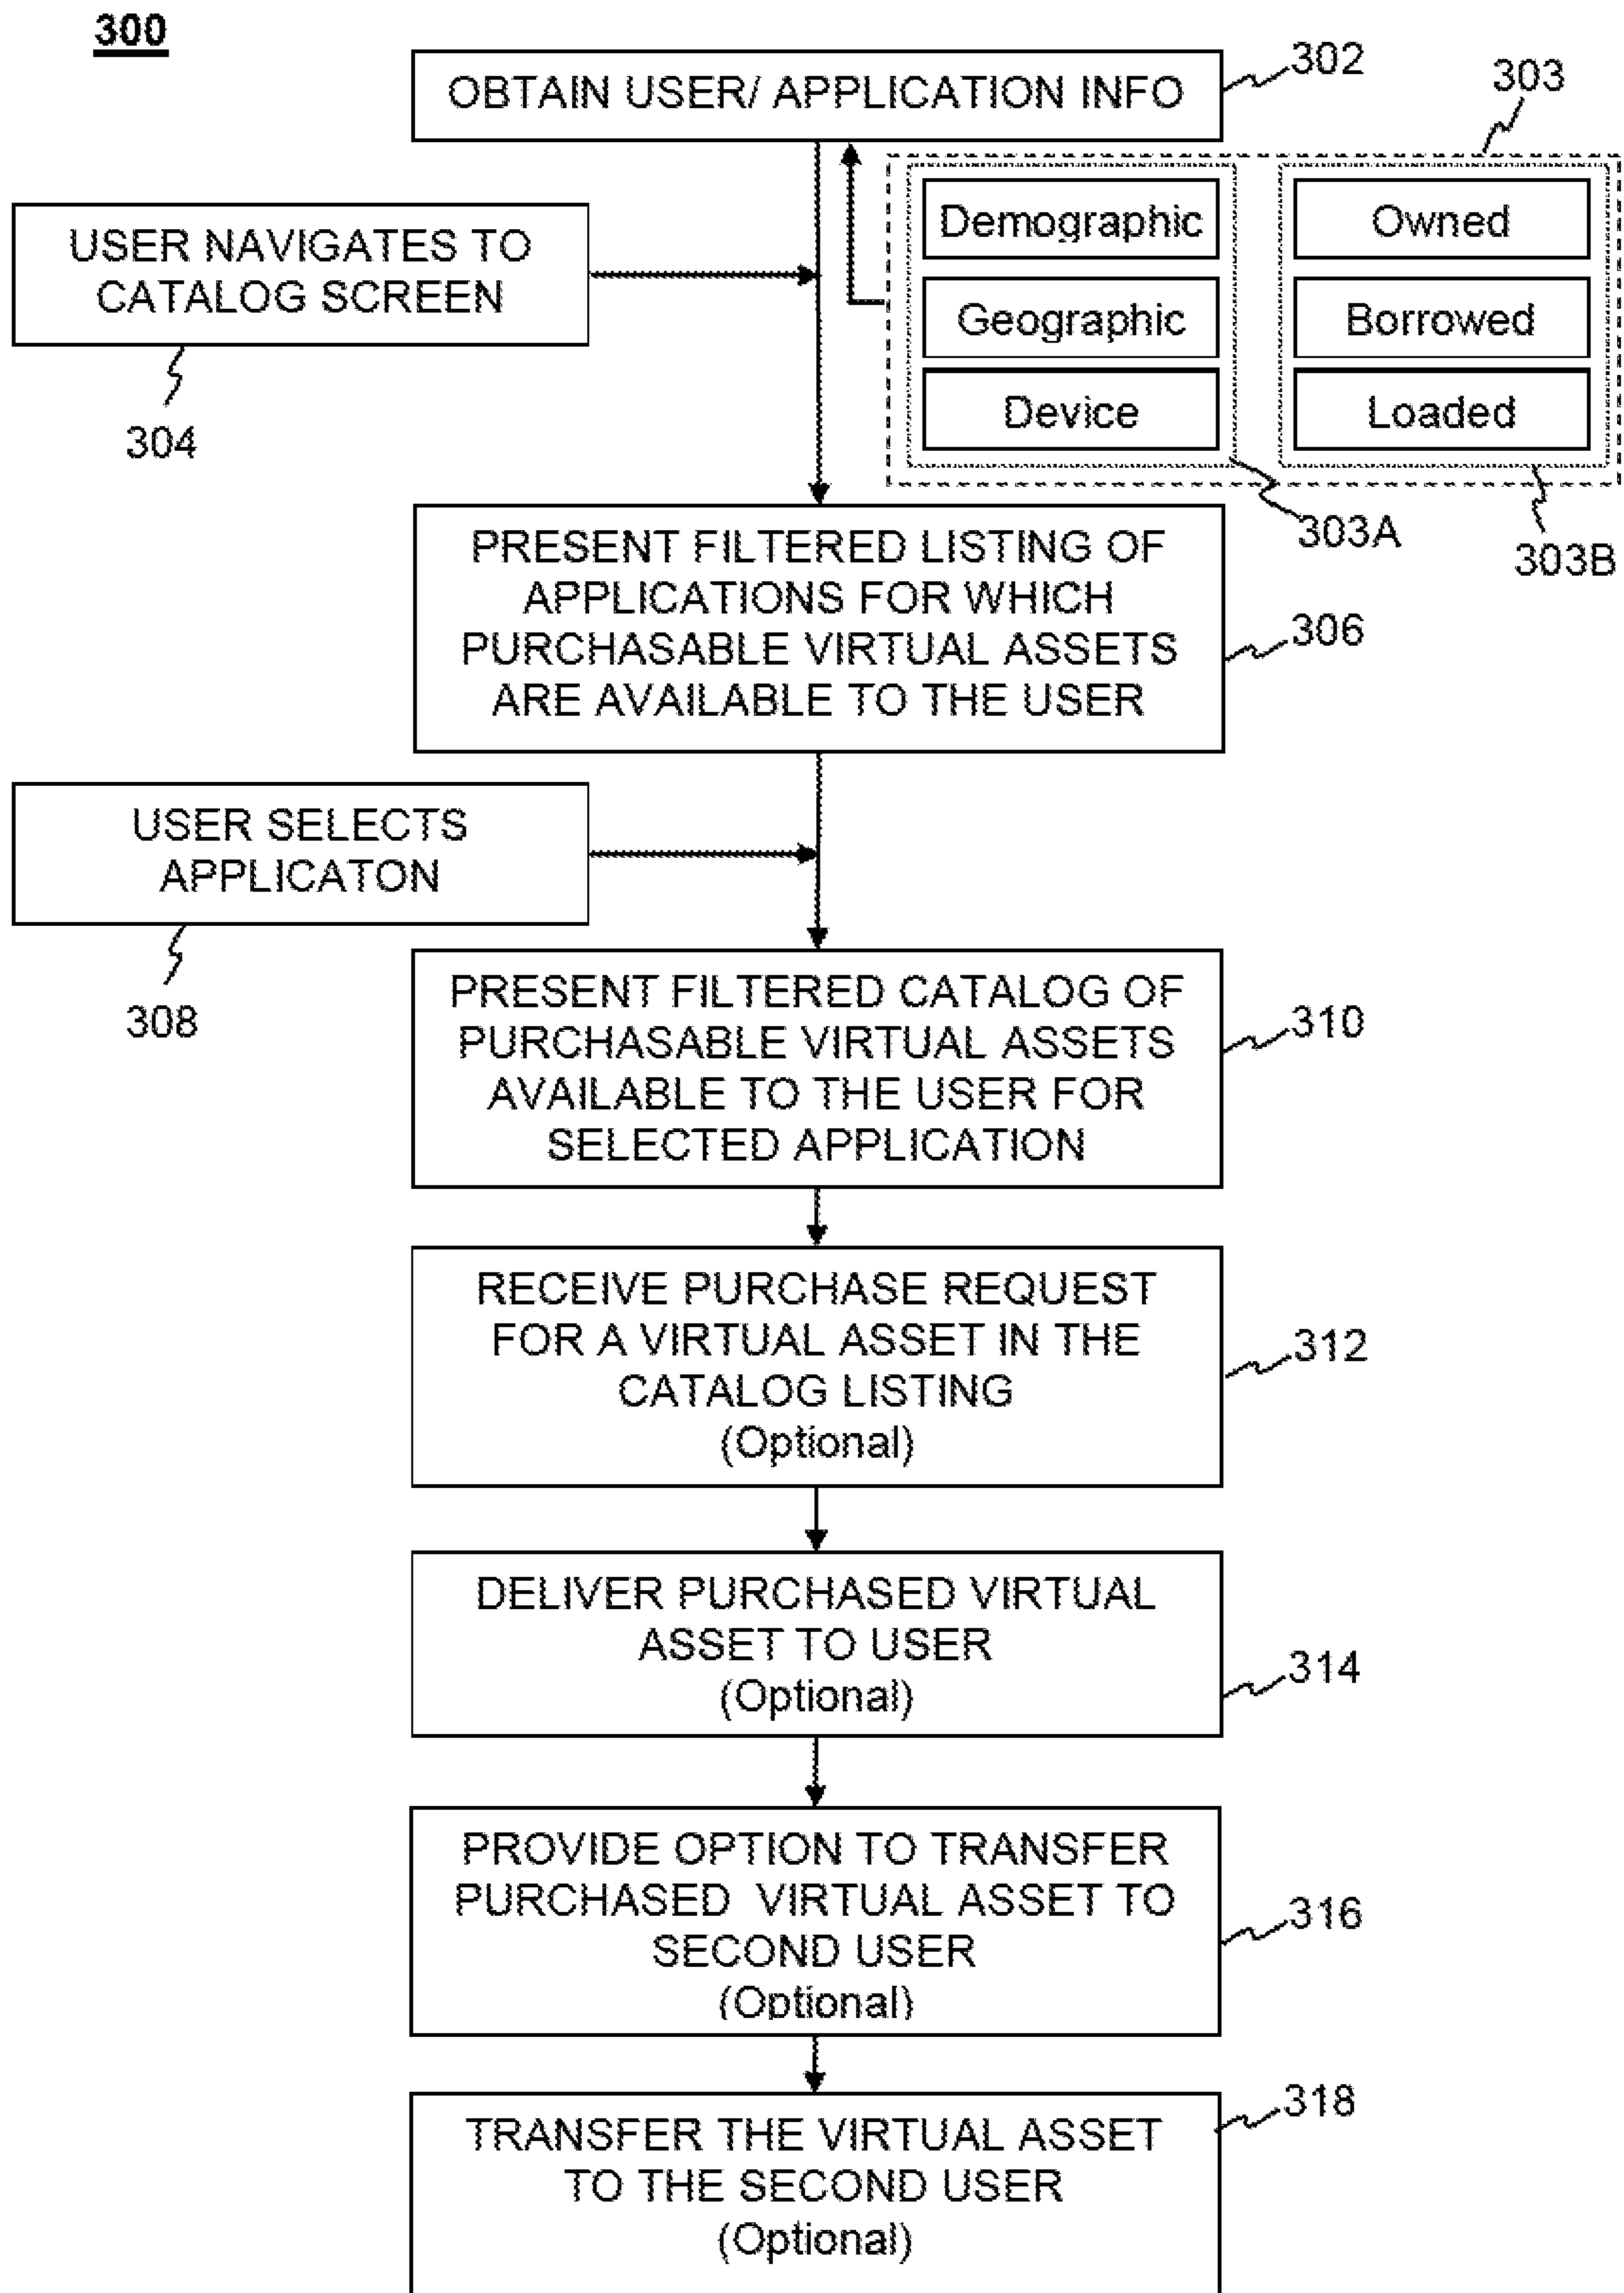 300
OBTAIN USER/ APPLICATION INFO
302
303
Demographic
Geographic
Device
Owned
Borrowed
Loaded
303A
303B
USER NAVIGATES TO
CATALOG SCREEN
304
PRESENT FILTERED LISTING OF
APPLICATIONS FOR WHICH
PURCHASABLE VIRTUAL ASSETS
ARE AVAILABLE TO THE USER
306
USER SELECTS
APPLICATON
308
PRESENT FILTERED CATALOG OF
PURCHASABLE VIRTUAL ASSETS
AVAILABLE TO THE USER FOR
SELECTED APPLICATION
310
RECEIVE PURCHASE REQUEST
FOR A VIRTUAL ASSET IN THE
CATALOG LISTING
(Optional)
312
DELIVER PURCHASED VIRTUAL
ASSET TO USER
(Optional)
314
PROVIDE OPTION TO TRANSFER
PURCHASED VIRTUAL ASSET TO
SECOND USER
(Optional)
316
TRANSFER THE VIRTUAL ASSET
TO THE SECOND USER
(Optional)
318